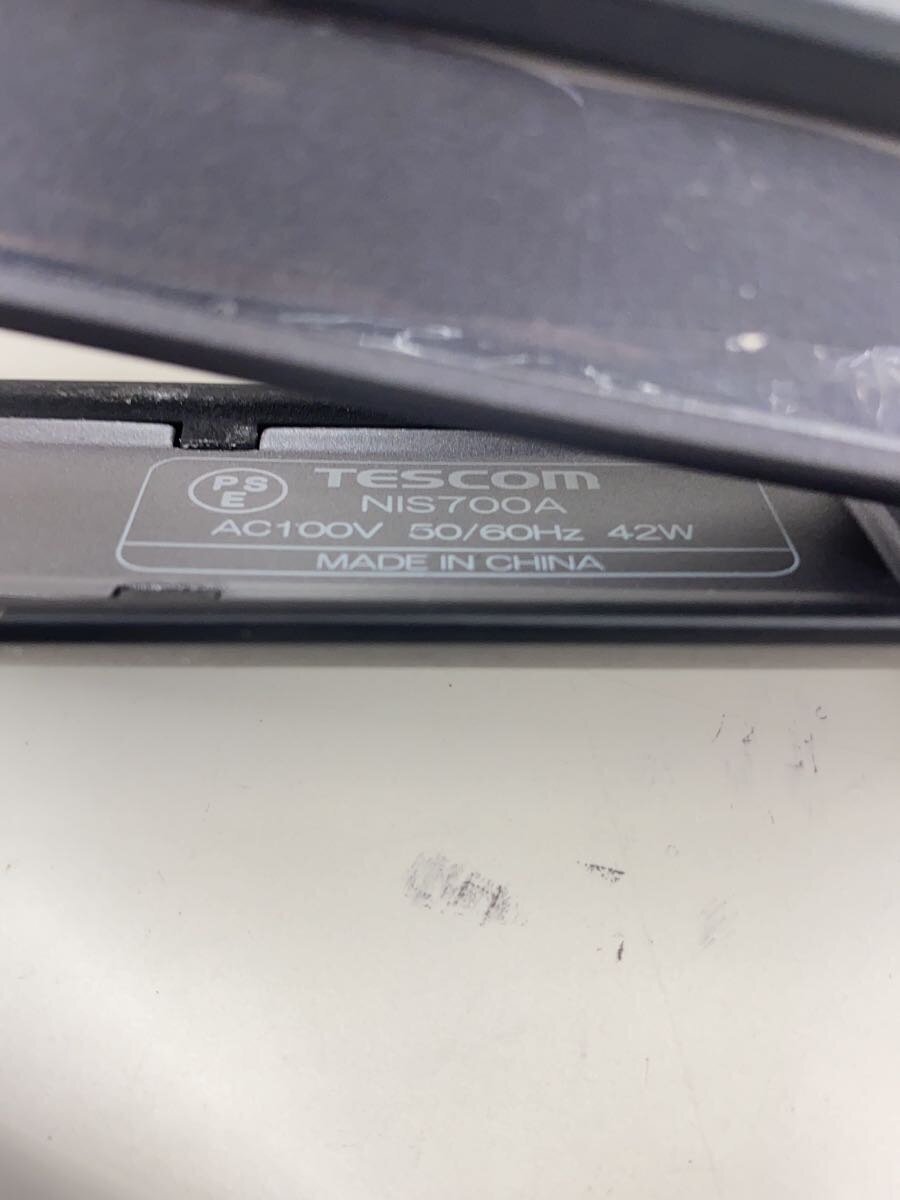 PS
E
TESCOM
NIS700A
AC100V 50/60Hz 42W
MADE IN CHINA